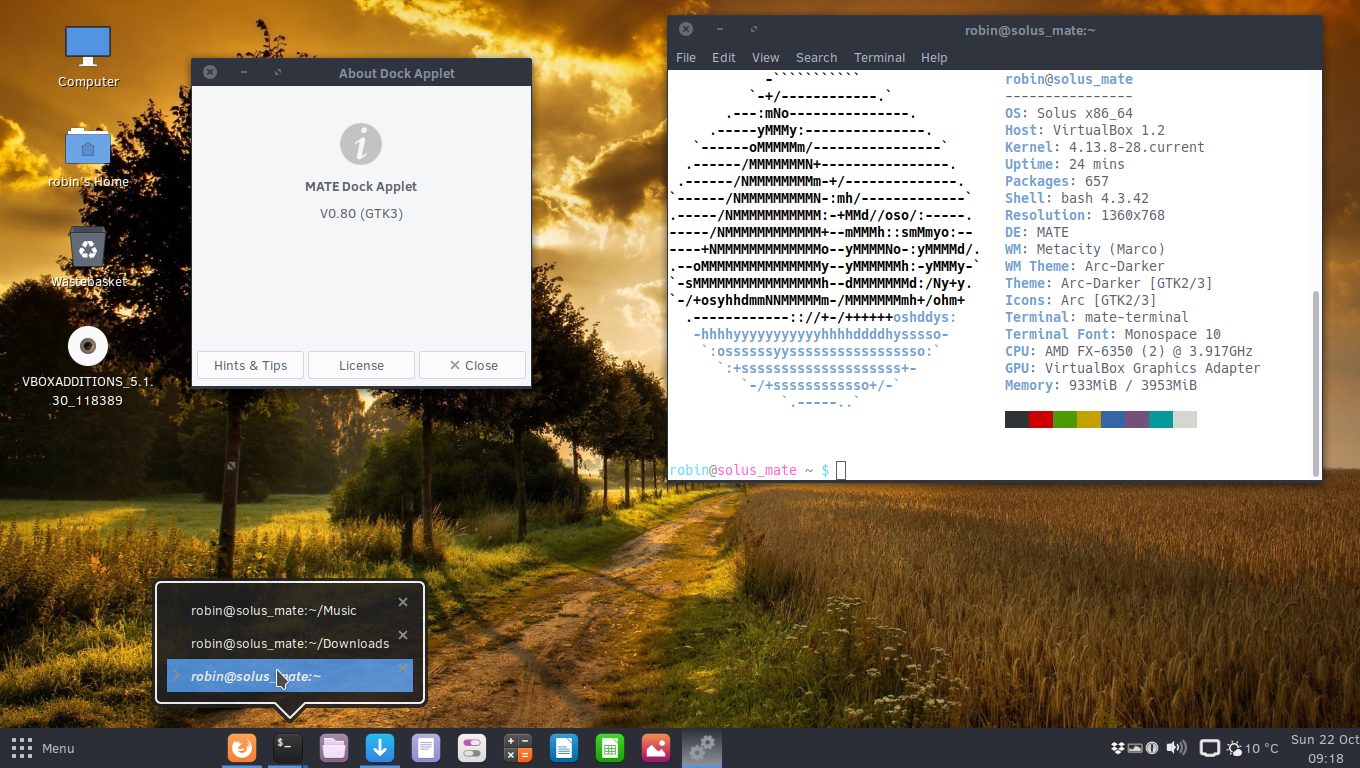 Computer
robin's Home
Wastebasket
VBOXADDITIONS_5.1.
30_118389
About Dock Applet
MATE Dock Applet
V0.80 (GTK3)
Hints & Tips
License
Close
robin@solus_mate:~
File Edit View Search Terminal Help
-```````````
`-+/------------.`
.---:mNo---------------.
.-----yMMMy:---------------.
`------oMMMMMm/----------------`
.------/MMMMMMMN+----------------.
.------/NMMMMMMMMm-+/--------------.
`------/NMMMMMMMMMN-:mh/-------------`
.-----/NMMMMMMMMMMM:-+MMd//oso/:-----.
-----/NMMMMMMMMMMMM+--mMMMh::smMmyo:--
----+NMMMMMMMMMMMMMo--yMMMMNo-:yMMMMd/.
.--oMMMMMMMMMMMMMMMy--yMMMMMMh:-yMMMy-`
`-sMMMMMMMMMMMMMMMMh--dMMMMMMMd:/Ny+y.
`-/+osyhhdmmNNMMMMMm-/MMMMMMMmh+/ohm+
.------------:://+-/++++++oshddys:
-hhhhyyyyyyyyyyyhhhhddddhysssso-
`:ossssssyysssssssssssssssso:`
`:+ssssssssssssssssssss+-
`-/+ssssssssssso+/-`
`.-----..`
robin@solus_mate
----------------
OS: Solus x86_64
Host: VirtualBox 1.2
Kernel: 4.13.8-28.current
Uptime: 24 mins
Packages: 657
Shell: bash 4.3.42
Resolution: 1360x768
DE: MATE
WM: Metacity (Marco)
WM Theme: Arc-Darker
Theme: Arc-Darker [GTK2/3]
Icons: Arc [GTK2/3]
Terminal: mate-terminal
Terminal Font: Monospace 10
CPU: AMD FX-6350 (2) @ 3.917GHz
GPU: VirtualBox Graphics Adapter
Memory: 933MiB / 3953MiB
robin@solus_mate ~ $
robin@solus_mate:~/Music
robin@solus_mate:~/Downloads
robin@solus_mate:~
Menu
$_
10 °C
Sun 22 Oct
09:18